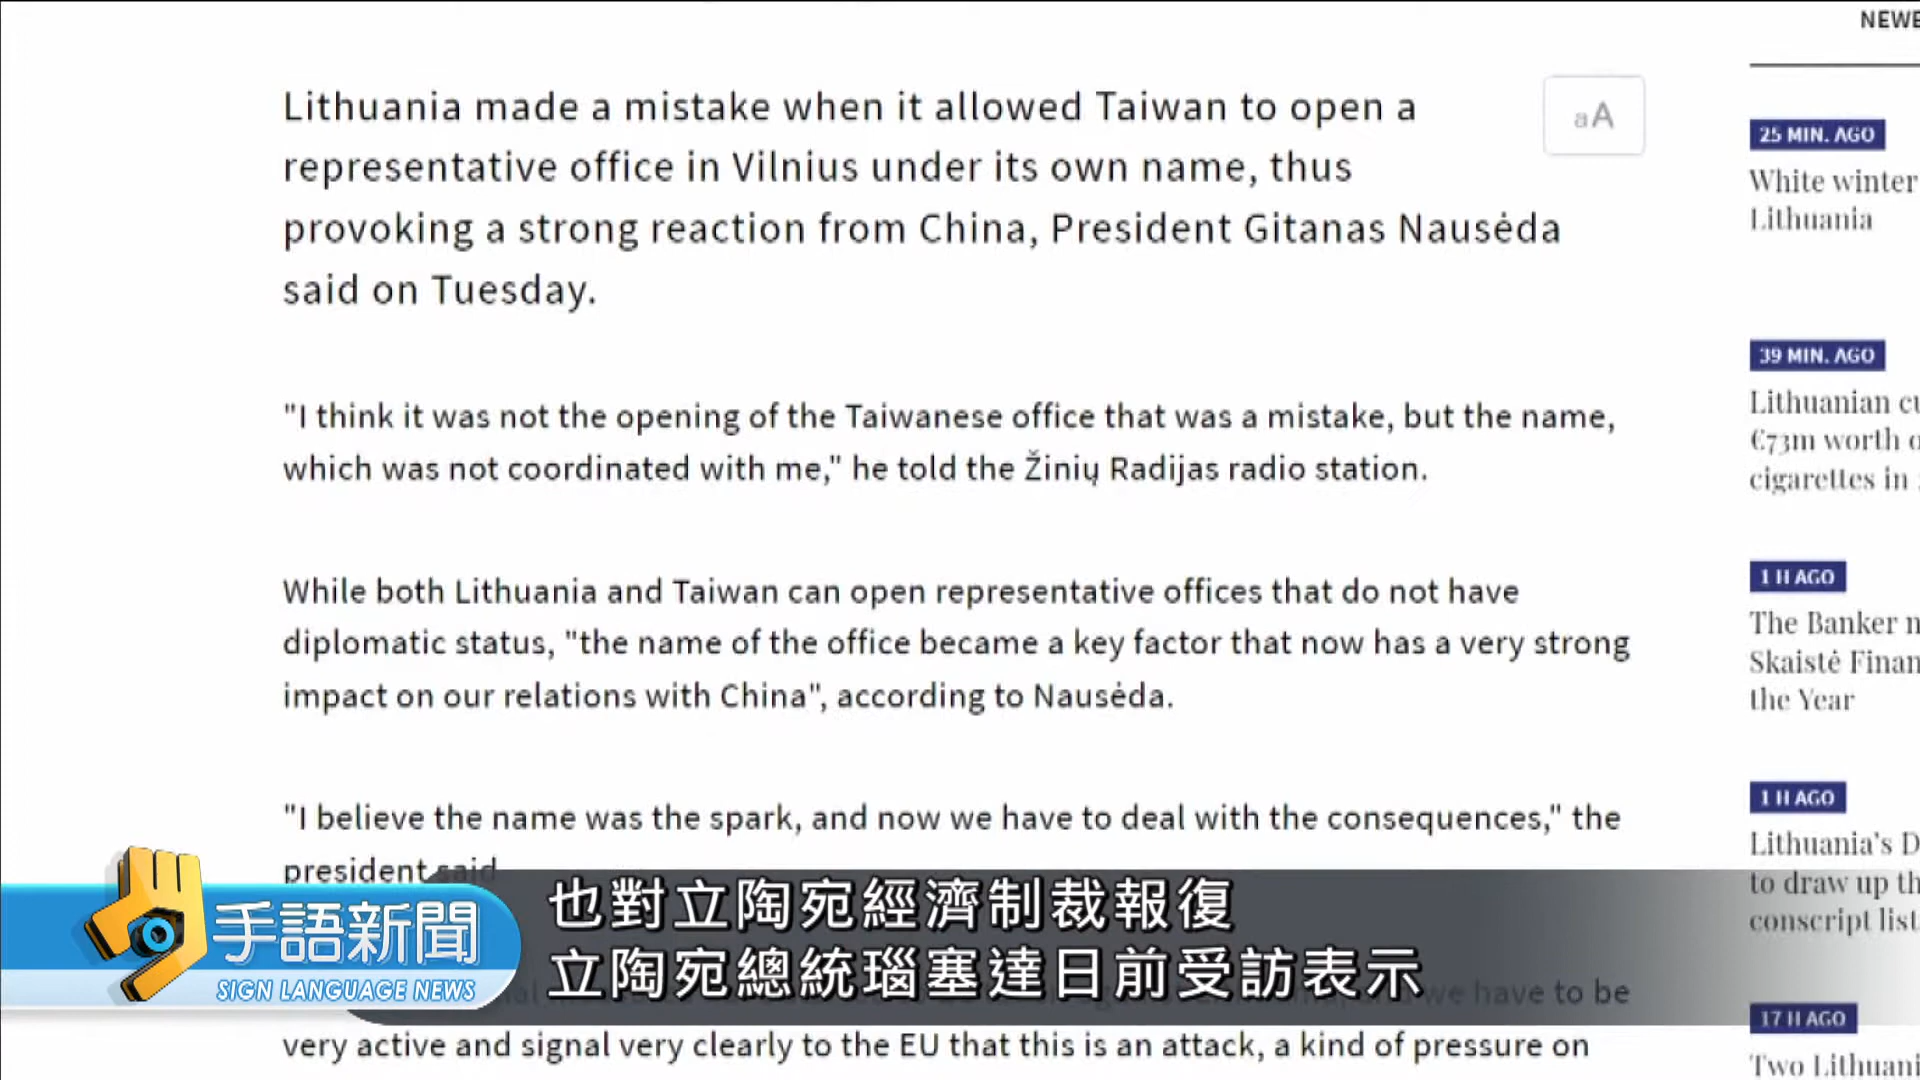 NEWE
Lithuania made a mistake when it allowed Taiwan to open a
representative office in Vilnius under its own name, thus
provoking a strong reaction from China, President Gitanas Nausėda
said on Tuesday.
aA
"I think it was not the opening of the Taiwanese office that was a mistake, but the name,
which was not coordinated with me," he told the Žinių Radijas radio station.
While both Lithuania and Taiwan can open representative offices that do not have
diplomatic status, "the name of the office became a key factor that now has a very strong
impact on our relations with China", according to Nausėda.
"I believe the name was the spark, and now we have to deal with the consequences," the
president said
we have to be
very active and signal very clearly to the EU that this is an attack, a kind of pressure on
25 MIN. AGO
White winter
Lithuania
39 MIN. AGO
Lithuanian cu
€73m worth o
cigarettes in
1 H AGO
The Banker n
Skaistė Finan
the Year
1 H AGO
Lithuania's D
to draw up th
conscript list
17 H AGO
Two Lithuani
手語新聞
SIGN LANGUAGE NEWS
也對立陶宛經濟制裁報復
立陶宛總統瑙塞達日前受訪表示